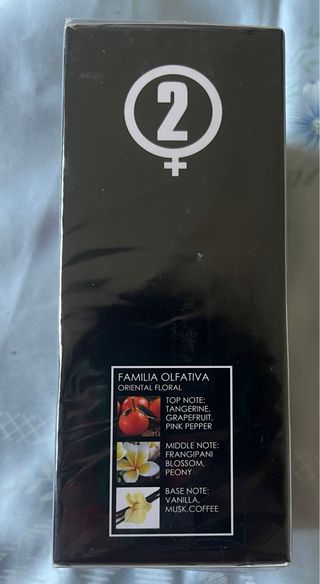 2
FAMILIA OLFATIVA
ORIENTAL FLORAL
TOP NOTE:
TANGERINE,
GRAPEFRUIT,
PINK PEPPER
MIDDLE NOTE:
FRANGIPANI
BLOSSOM,
PEONY
BASE NOTE:
VANILLA,
MUSK.COFFEE